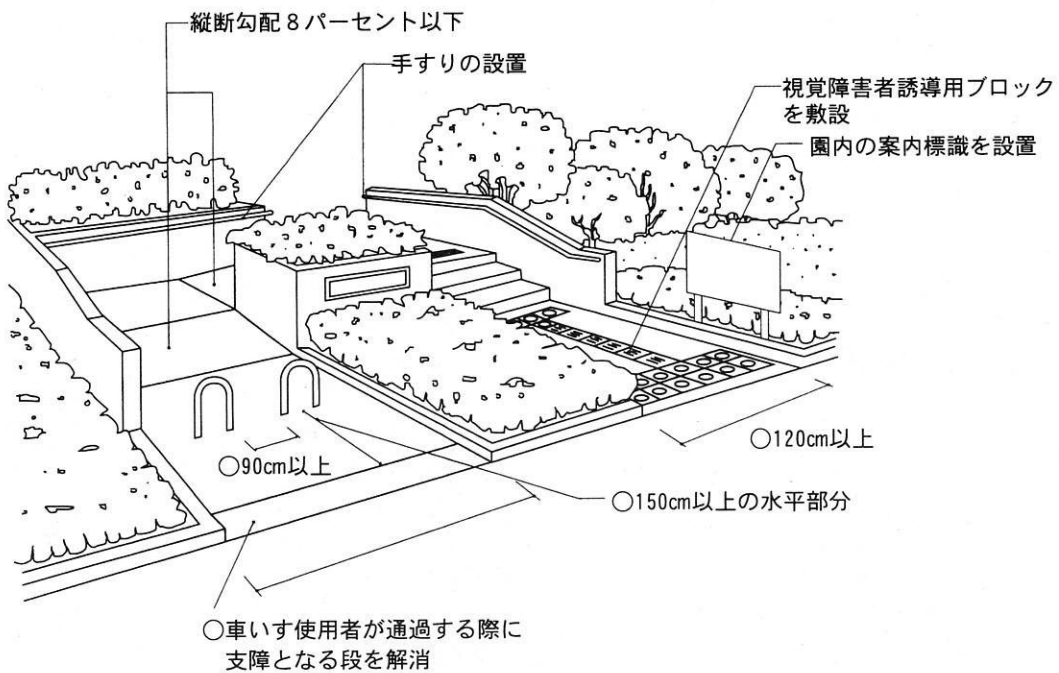 縦断勾配８パーセント以下
手すりの設置
視覚障害者誘導用ブロック
を敷設
園内の案内標識を設置
○90cm以上
○120cm以上
○150cm以上の水平部分
○車いす使用者が通過する際に
支障となる段を解消